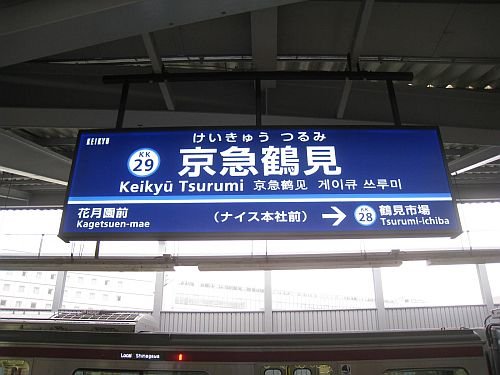 KEIKYU
けいきゅう つるみ
KK
29
京急鶴見
Keikyū Tsurumi 京急鹤见 게이큐 쓰루미
花月園前
Kagetsuen-mae
(ナイス本社前)
→
KK
28
鶴見市場
Tsurumi-ichiba
Local Shinagawa